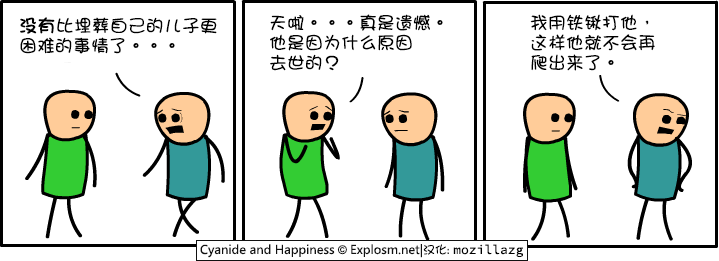 没有比埋葬自己的儿子更
困难的事情了。。。
天啦。。。真是遗憾。
他是因为什么原因
去世的？
我用铁锹打他，
这样他就不会再
爬出来了。
Cyanide and Happiness © Explosm.net|汉化: mozillazg